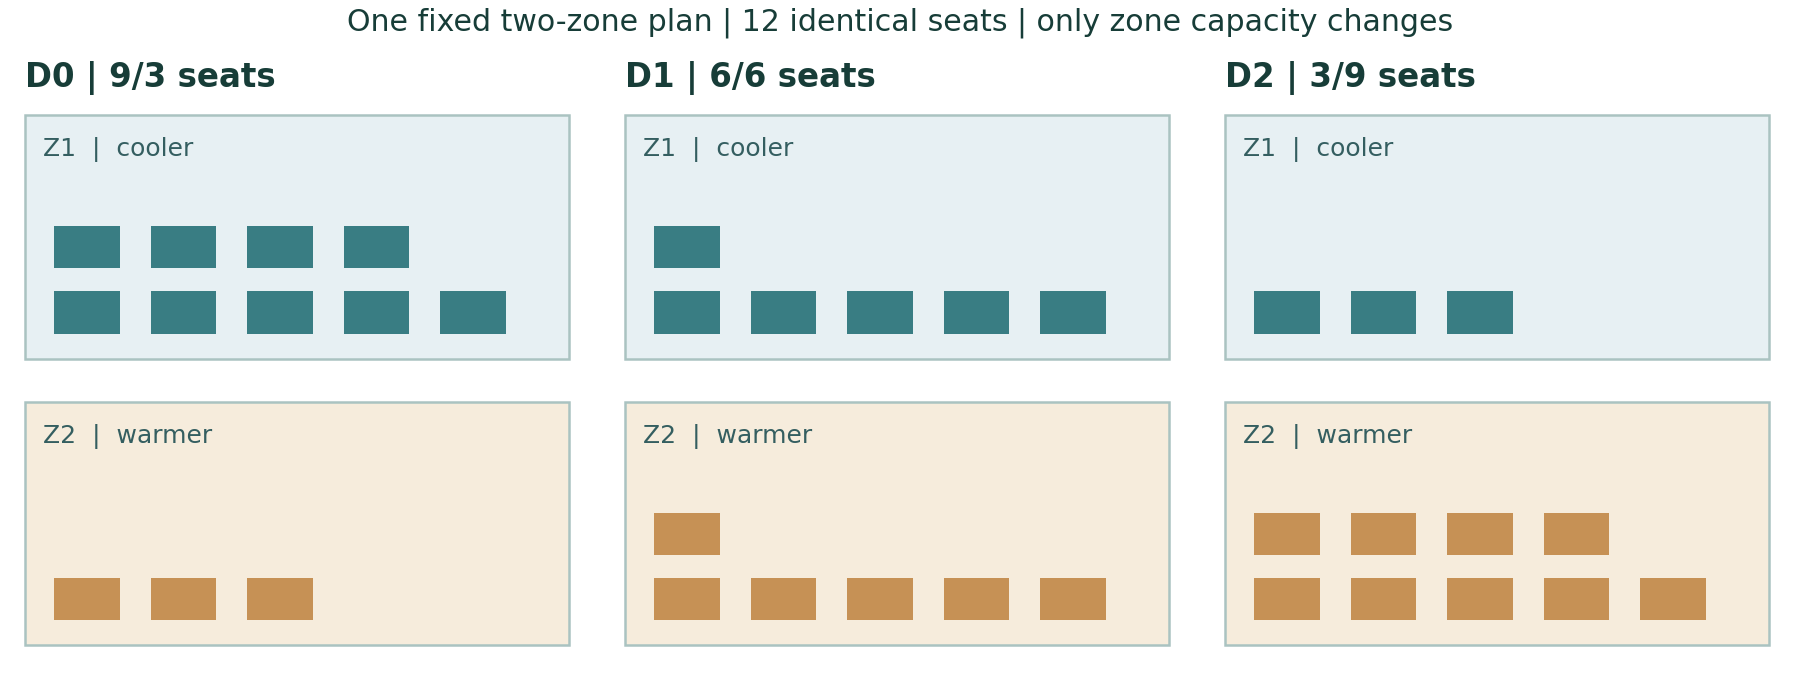 One fixed two-zone plan | 12 identical seats | only zone capacity changes
D0 | 9/3 seats
Z1 | cooler
Z2 | warmer
D1 | 6/6 seats
Z1 | cooler
Z2 | warmer
D2 | 3/9 seats
Z1 | cooler
Z2 | warmer